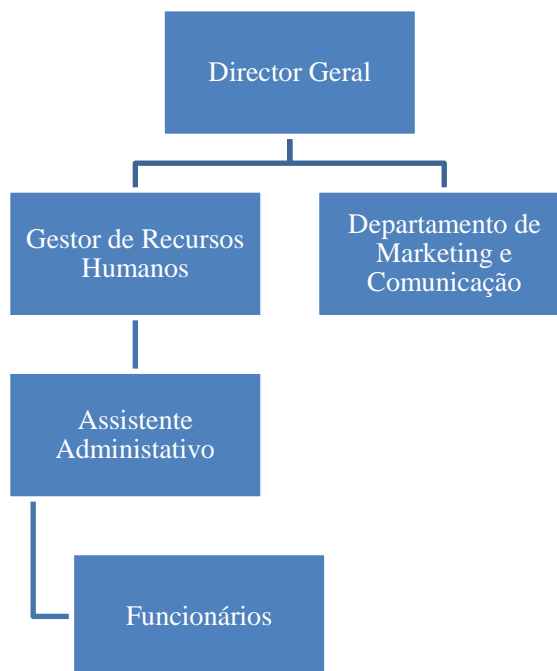 Director Geral
Gestor de Recursos
Humanos
Departamento de
Marketing e
Comunicação
Assistente
Administativo
Funcionários